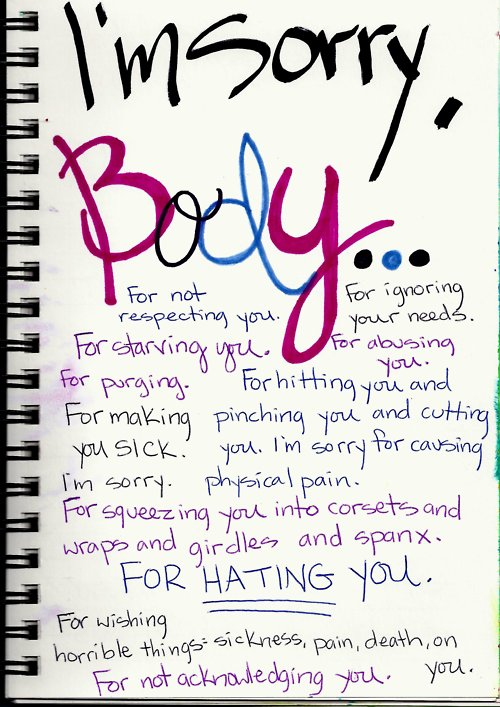 I'm sorry.
Body...
For not
respecting you.
For ignoring
your needs.
For starving you.
For abusing
you.
For purging.
For hitting you and
pinching you and cutting
you. I'm sorry for causing
physical pain.
For making
you SICK.
I'm sorry.
For squeezing you into corsets and
wraps and girdles and spanx.
FOR HATING YOU.
For wishing
horrible things: sickness, pain, death, on
you.
For not acknowledging you.